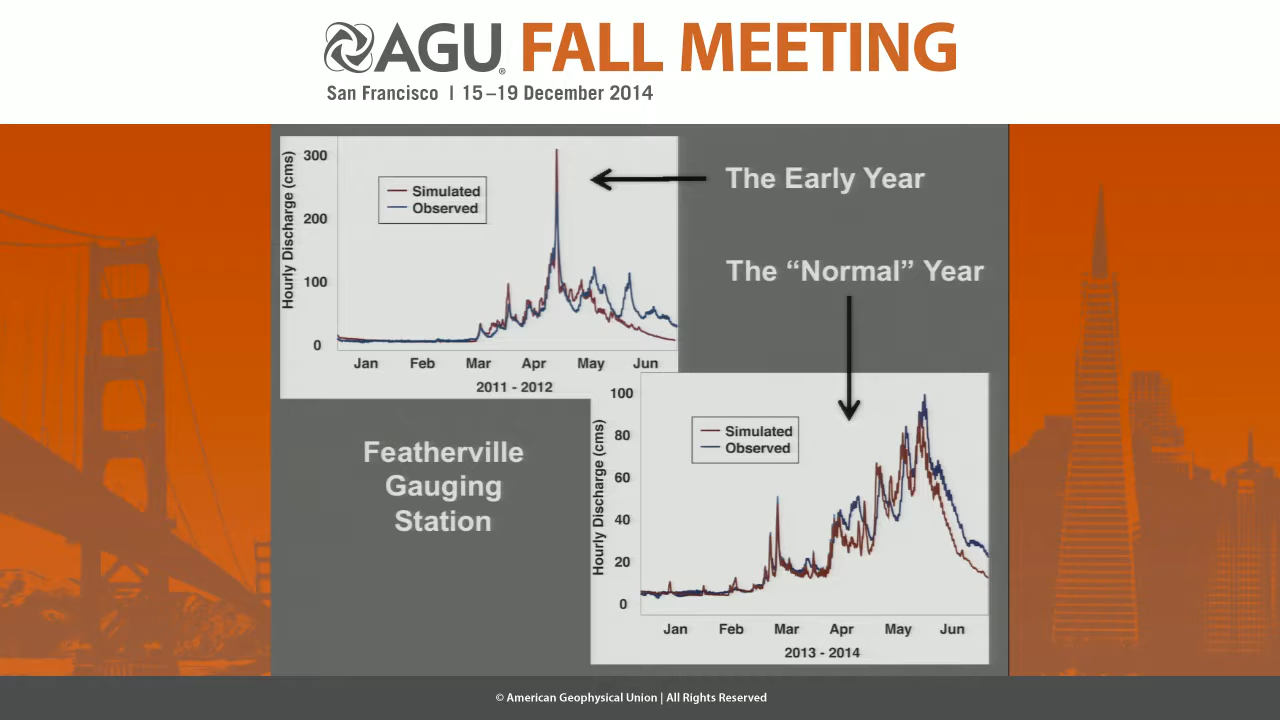 AGU® FALL MEETING
San Francisco | 15–19 December 2014
The Early Year
The “Normal” Year
Hourly Discharge (cms)
300
200
100
0
Simulated
Observed
Jan Feb Mar Apr May Jun
2011 - 2012
Featherville
Gauging
Station
Hourly Discharge (cms)
100
80
60
40
20
0
Simulated
Observed
Jan Feb Mar Apr May Jun
2013 - 2014
© American Geophysical Union | All Rights Reserved